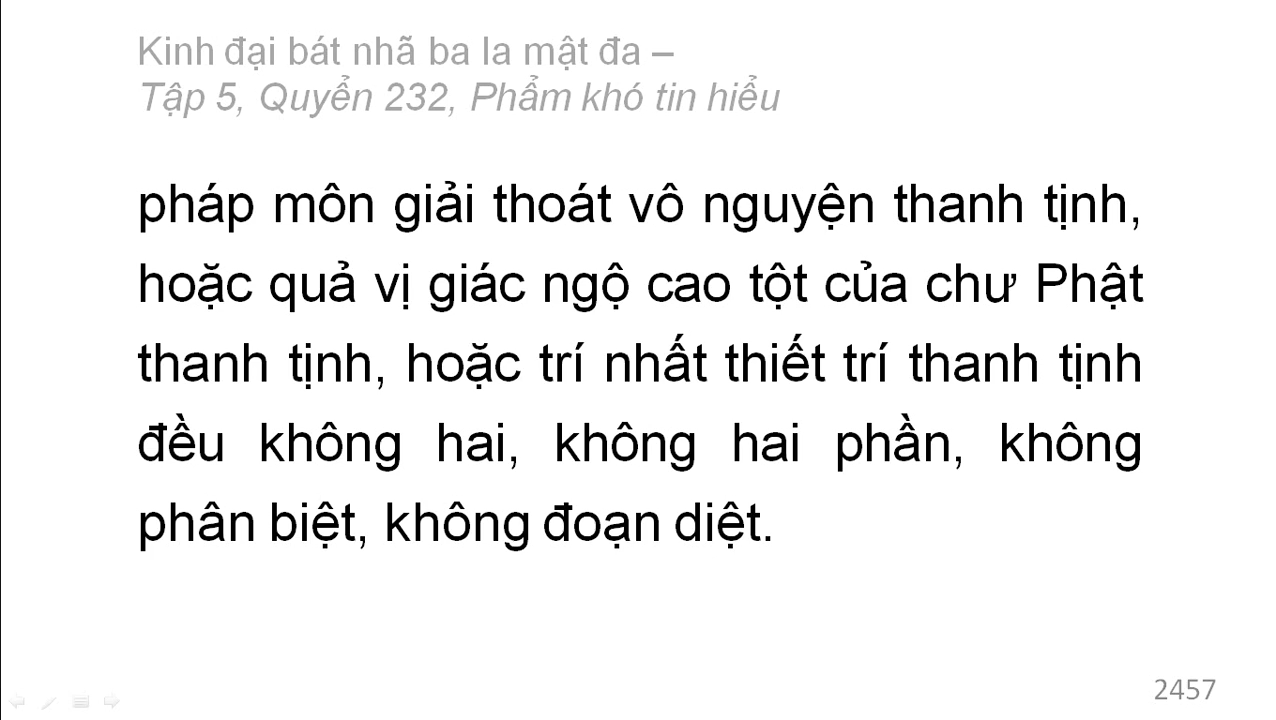 Kinh đại bát nhã ba la mật đa –
Tập 5, Quyển 232, Phẩm khó tin hiểu
pháp môn giải thoát vô nguyện thanh tịnh,
hoặc quả vị giác ngộ cao tột của chư Phật
thanh tịnh, hoặc trí nhất thiết trí thanh tịnh
đều không hai, không hai phần, không
phân biệt, không đoạn diệt.
2457